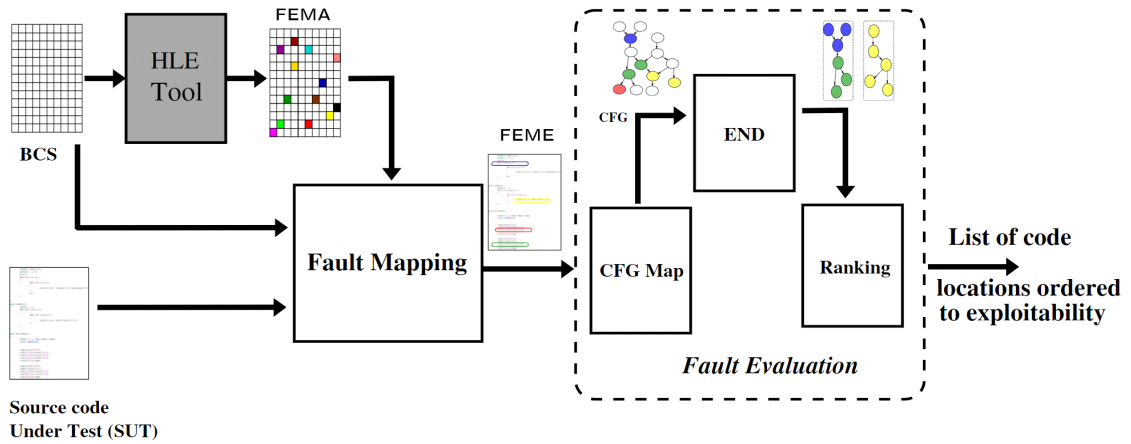 FEMA
HLE
Tool
BCS
FEME
CFG
END
Fault Mapping
CFG Map
Ranking
List of code
locations ordered
to exploitability
Fault Evaluation
Source code
Under Test (SUT)